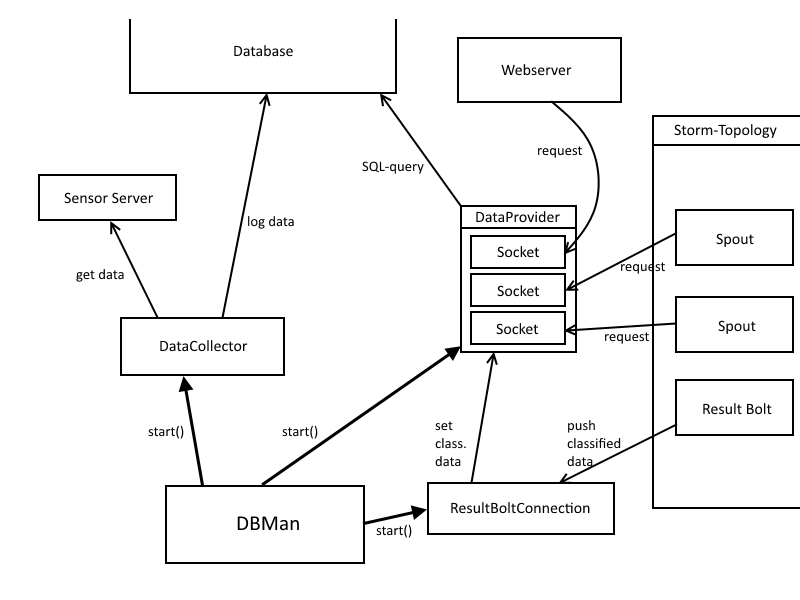 Database
Webserver
Storm-Topology
request
SQL-query
Sensor Server
DataProvider
log data
Spout
Socket
request
get data
Socket
Spout
Socket
request
DataCollector
Result Bolt
start()
start()
set
class.
data
push
classified
data
ResultBoltConnection
DBMan
start()